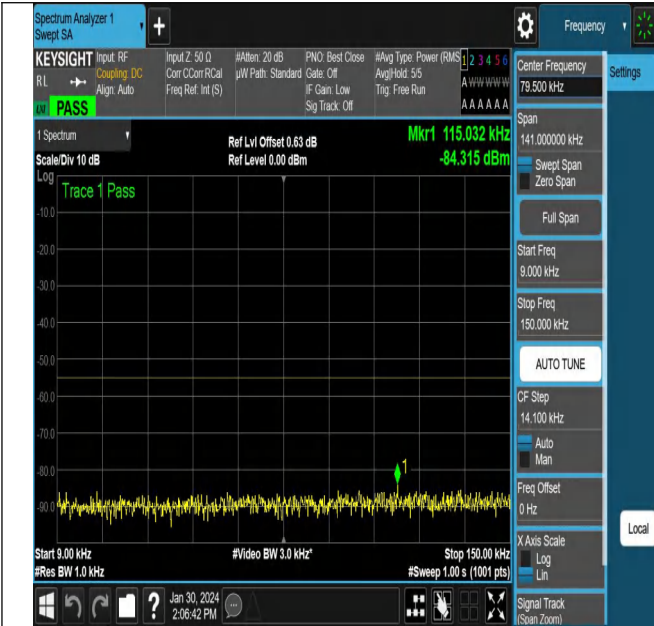 Spectrum Analyzer 1
Swept SA
+
Frequency
KEYSIGHT
RL
PASS
Input: RF
Coupling: DC
Align: Auto
Input Z: 50 Ω
Corr CCorr RCal
Freq Ref: Int (S)
#Atten: 20 dB
µW Path: Standard
PNO: Best Close
Gate: Off
IF Gain: Low
Sig Track: Off
#Avg Type: Power (RMS
Avg|Hold: 5/5
Trig: Free Run
1 2 3 4 5 6
A W W W W W
A A A A A A
1 Spectrum
Scale/Div 10 dB
Ref Lvl Offset 0.63 dB
Ref Level 0.00 dBm
Mkr1 115.032 kHz
-84.315 dBm
Log
Trace 1 Pass
-10.0
-20.0
-30.0
-40.0
-50.0
-60.0
-70.0
-80.0
-90.0
1
Start 9.00 kHz
#Res BW 1.0 kHz
#Video BW 3.0 kHz*
Stop 150.00 kHz
#Sweep 1.00 s (1001 pts)
?
Jan 30, 2024
2:06:42 PM
Center Frequency
79.500 kHz
Settings
Span
141.000000 kHz
Swept Span
Zero Span
Full Span
Start Freq
9.000 kHz
Stop Freq
150.000 kHz
AUTO TUNE
CF Step
14.100 kHz
Auto
Man
Freq Offset
0 Hz
Local
X Axis Scale
Log
Lin
Signal Track
(Span Zoom)